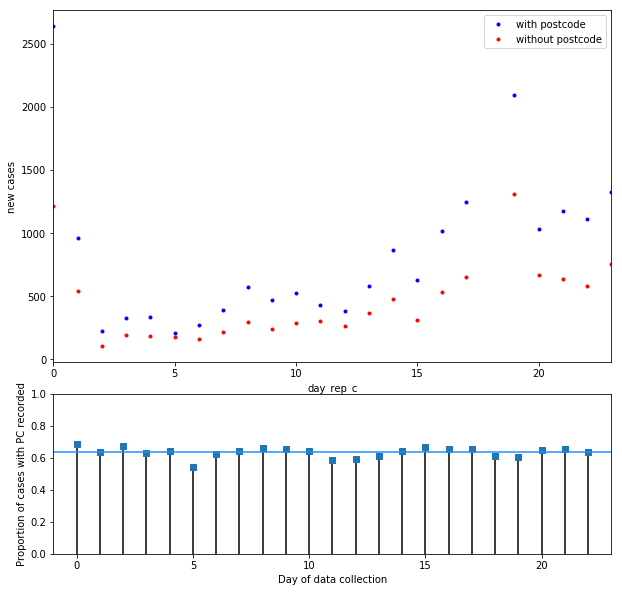 with postcode
without postcode
2500
2000
1500
1000
500
0
new cases
0 5 10 15 20
day_rep_c
1.0
0.8
0.6
0.4
0.2
0.0
Proportion of cases with PC recorded
0 5 10 15 20
Day of data collection